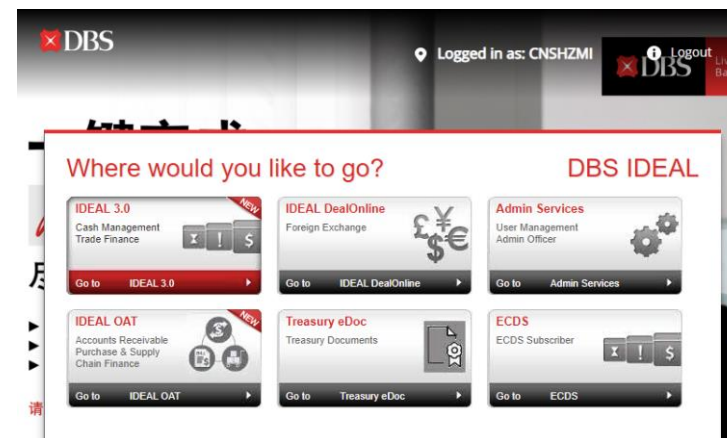 DBS
Logged in as: CNSHZMI
Logout
DBS
Where would you like to go?
DBS IDEAL
IDEAL 3.0
NEW
Cash Management
Trade Finance
Go to IDEAL 3.0
IDEAL DealOnline
Foreign Exchange
£ ¥ $ €
Go to IDEAL DealOnline
Admin Services
User Management
Admin Officer
Go to Admin Services
IDEAL OAT
NEW
Accounts Receivable
Purchase & Supply
Chain Finance
Go to IDEAL OAT
Treasury eDoc
Treasury Documents
Go to Treasury eDoc
ECDS
ECDS Subscriber
Go to ECDS
请